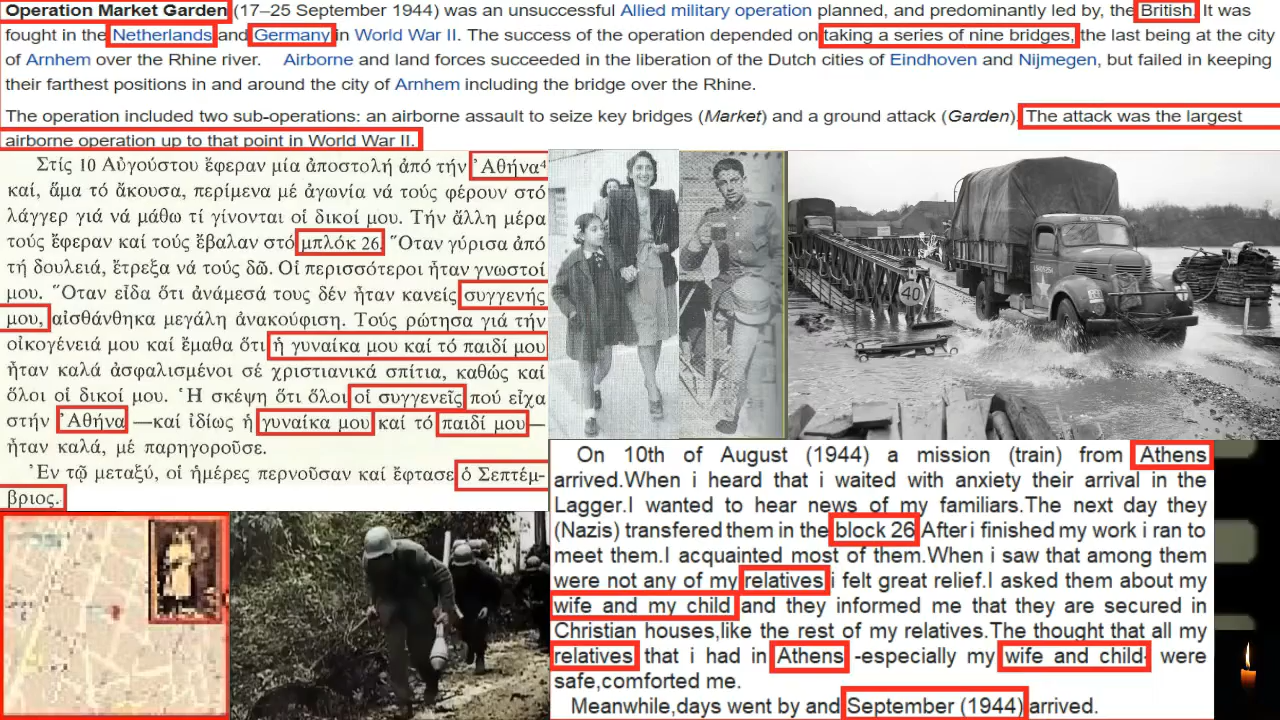 Operation Market Garden (17–25 September 1944) was an unsuccessful Allied military operation planned, and predominantly led by, the British. It was
fought in the Netherlands and Germany in World War II. The success of the operation depended on taking a series of nine bridges, the last being at the city
of Arnhem over the Rhine river. Airborne and land forces succeeded in the liberation of the Dutch cities of Eindhoven and Nijmegen, but failed in keeping
their farthest positions in and around the city of Arnhem including the bridge over the Rhine.
The operation included two sub-operations: an airborne assault to seize key bridges (Market) and a ground attack (Garden). The attack was the largest
airborne operation up to that point in World War II.
Στίς 10 Αὐγούστου ἔφεραν μία ἀποστολή ἀπό τήν ᾿Αθήνα⁴
καί, ἅμα τό ἄκουσα, περίμενα μέ ἀγωνία νά τούς φέρουν στό
λάγγερ γιά νά μάθω τί γίνονται οἱ δικοί μου. Τήν ἄλλη μέρα
τούς ἔφεραν καί τούς ἔβαλαν στό μπλόκ 26. Ὅταν γύρισα ἀπό
τή δουλειά, ἔτρεξα νά τούς δῶ. Οἱ περισσότεροι ἦταν γνωστοί
μου. Ὅταν εἶδα ὅτι ἀνάμεσά τους δέν ἦταν κανείς συγγενής
μου, αἰσθάνθηκα μεγάλη ἀνακούφιση. Τούς ρώτησα γιά τήν
οἰκογένειά μου καί ἔμαθα ὅτι ἡ γυναίκα μου καί τό παιδί μου
ἦταν καλά ἀσφαλισμένοι σέ χριστιανικά σπίτια, καθώς καί
ὅλοι οἱ δικοί μου. Ἡ σκέψη ὅτι ὅλοι οἱ συγγενεῖς πού εἶχα
στήν ᾿Αθήνα —καί ἰδίως ἡ γυναίκα μου καί τό παιδί μου—
ἦταν καλά, μέ παρηγοροῦσε.
Ἐν τῷ μεταξύ, οἱ ἡμέρες περνοῦσαν καί ἔφτασε ὁ Σεπτέμ-
βριος.
40
On 10th of August (1944) a mission (train) from Athens
arrived.When i heard that i waited with anxiety their arrival in the
Lagger.I wanted to hear news of my familiars.The next day they
(Nazis) transfered them in the block 26 After i finished my work i ran to
meet them.I acquainted most of them.When i saw that among them
were not any of my relatives i felt great relief.I asked them about my
wife and my child and they informed me that they are secured in
Christian houses,like the rest of my relatives.The thought that all my
relatives that i had in Athens -especially my wife and child- were
safe,comforted me.
Meanwhile,days went by and September (1944) arrived.